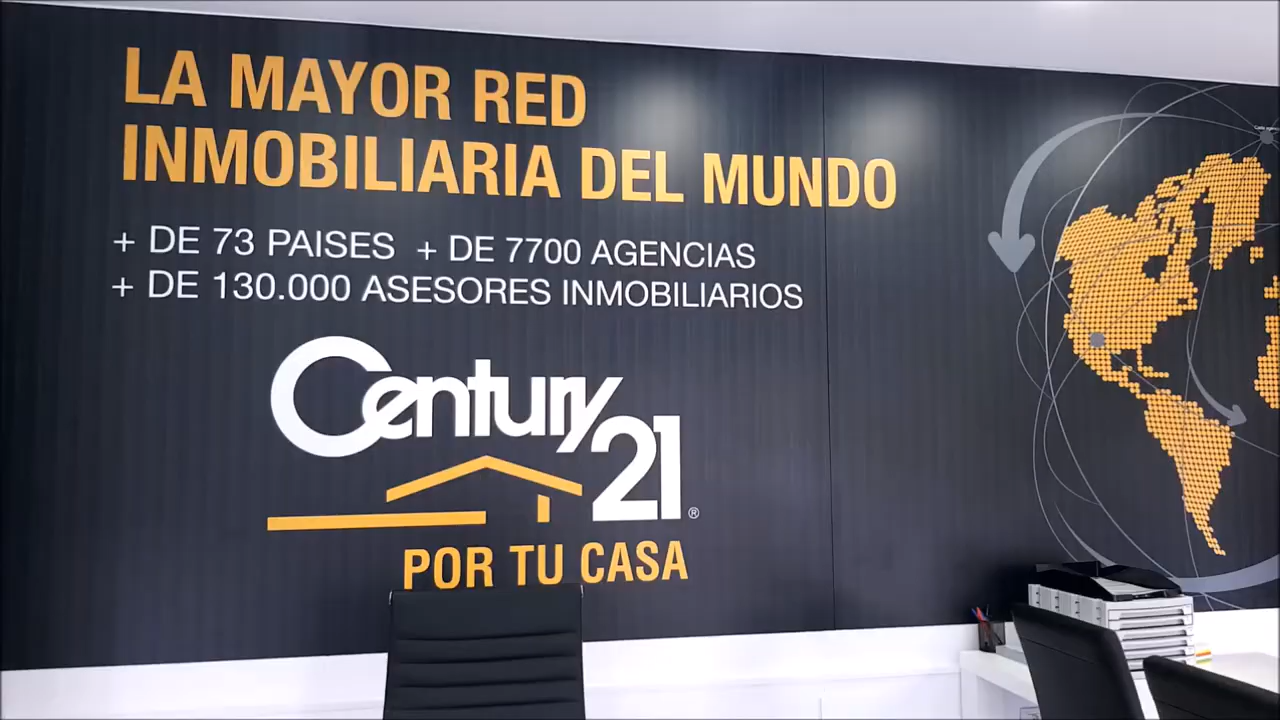 LA MAYOR RED
INMOBILIARIA DEL MUNDO
+ DE 73 PAISES + DE 7700 AGENCIAS
+ DE 130.000 ASESORES INMOBILIARIOS
Century
21®
POR TU CASA